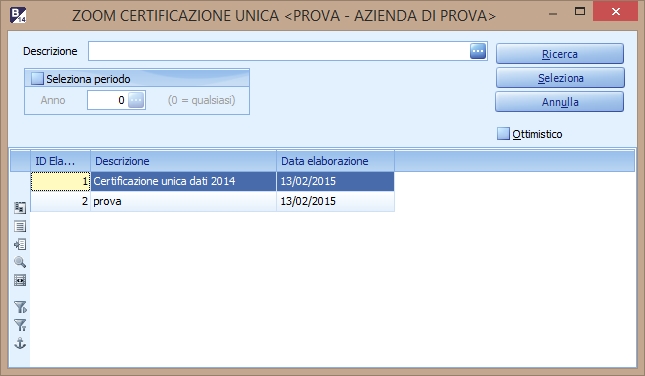 B 14 ZOOM CERTIFICAZIONE UNICA <PROVA - AZIENDA DI PROVA>
Descrizione
Ricerca
Seleziona periodo
Seleziona
Anno 0 (0 = qualsiasi)
Annulla
Ottimistico
ID Ela... Descrizione Data elaborazione
1 Certificazione unica dati 2014 13/02/2015
2 prova 13/02/2015